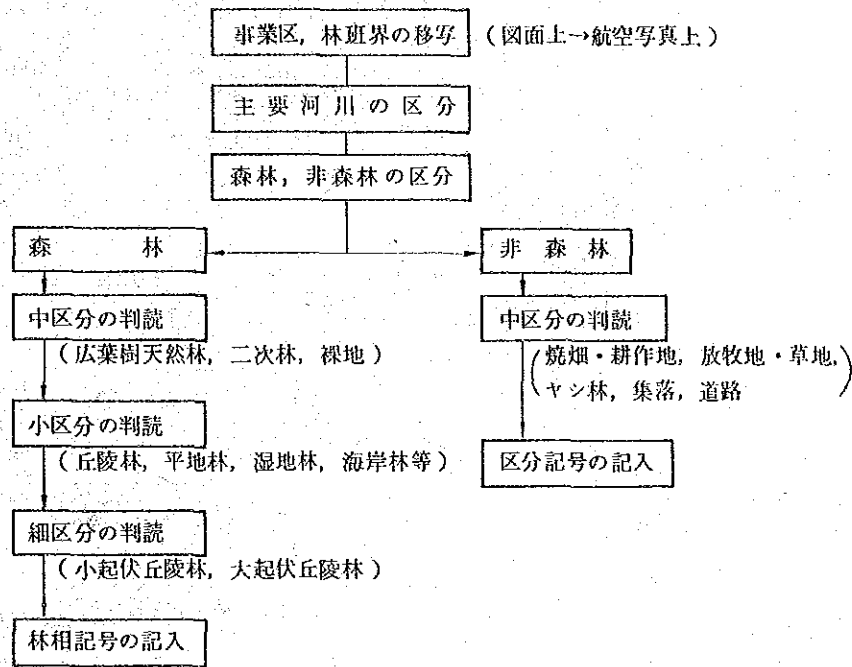 事業区，林班界の移写 (図面上→航空写真上)
主要河川の区分
森林，非森林の区分
森林
非森林
中区分の判読
(広葉樹天然林，二次林，裸地)
小区分の判読
(丘陵林，平地林，湿地林，海岸林等)
細区分の判読
(小起伏丘陵林，大起伏丘陵林)
林相記号の記入
中区分の判読
(焼畑・耕作地，放牧地・草地，
ヤシ林，集落，道路)
区分記号の記入